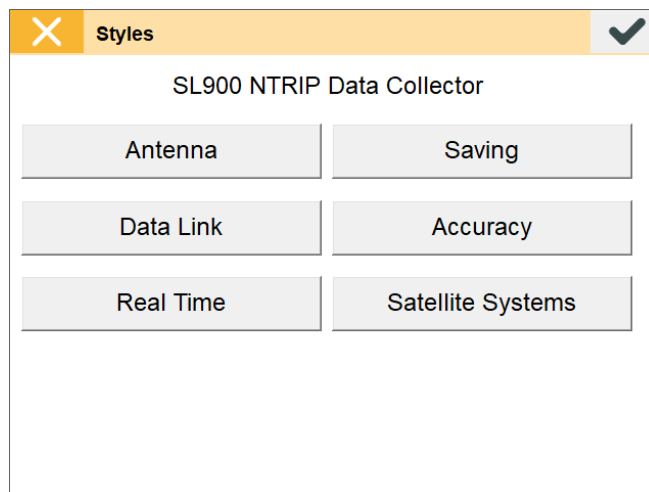 Styles
SL900 NTRIP Data Collector
Antenna
Saving
Data Link
Accuracy
Real Time
Satellite Systems